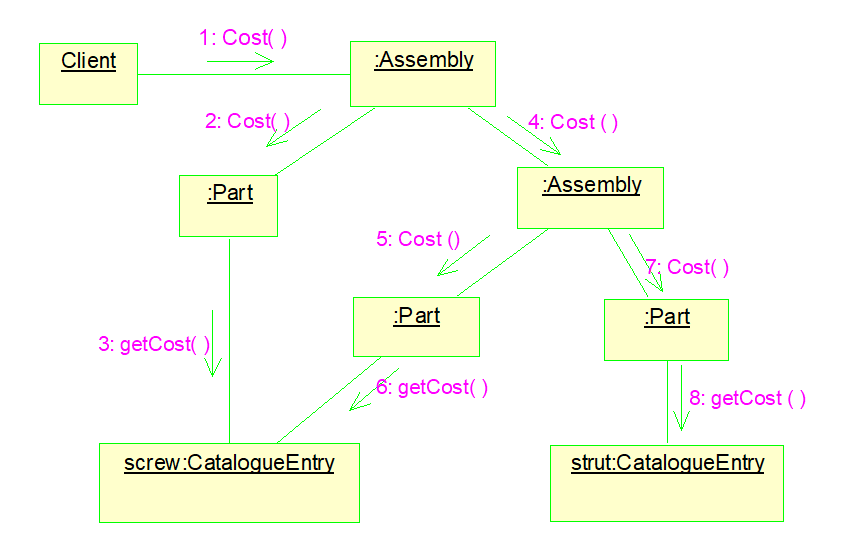 1: Cost( )
Client
:Assembly
2: Cost( )
4: Cost ( )
:Part
:Assembly
5: Cost ()
7: Cost( )
:Part
:Part
3: getCost( )
6: getCost( )
8: getCost ( )
screw:CatalogueEntry
strut:CatalogueEntry